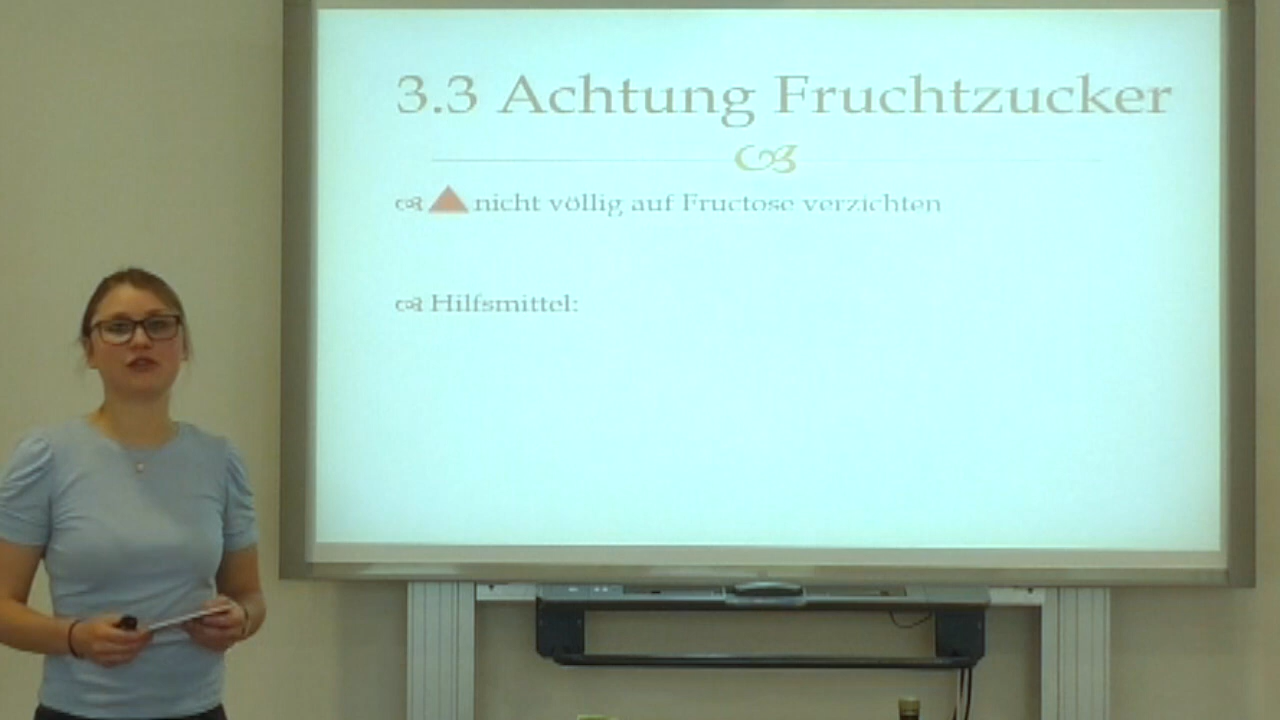 3.3 Achtung Fruchtzucker
nicht völlig auf Fructose verzichten
Hilfsmittel: